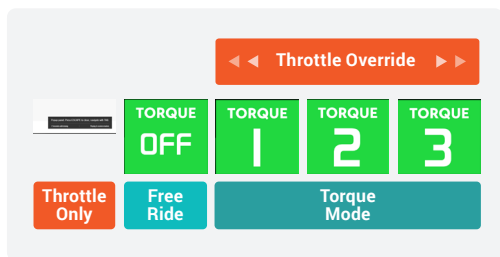 Throttle Override
TORQUE
OFF
TORQUE
1
TORQUE
2
TORQUE
3
Throttle
Only
Free
Ride
Torque
Mode